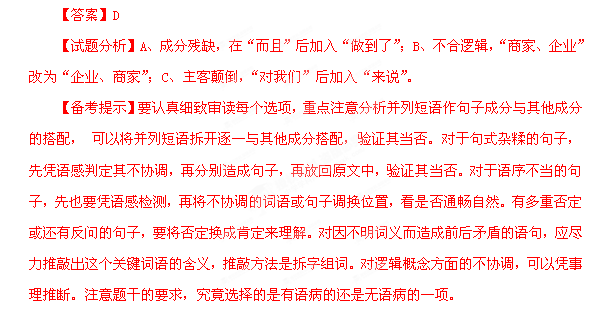 【答案】D
【试题分析】A、成分残缺，在“而且”后加入“做到了”；B、不合逻辑，“商家、企业”
改为“企业、商家”；C、主客颠倒，“对我们”后加入“来说”。
【备考提示】要认真细致审读每个选项，重点注意分析并列短语作句子成分与其他成分
的搭配， 可以将并列短语拆开逐一与其他成分搭配，验证其当否。对于句式杂糅的句子，
先凭语感判定其不协调，再分别造成句子，再放回原文中，验证其当否。对于语序不当的句
子，先也要凭语感检测，再将不协调的词语或句子调换位置，看是否通畅自然。有多重否定
或还有反问的句子，要将否定换成肯定来理解。对因不明词义而造成前后矛盾的语句，应尽
力推敲出这个关键词语的含义，推敲方法是拆字组词。对逻辑概念方面的不协调，可以凭事
理推断。注意题干的要求，究竟选择的是有语病的还是无语病的一项。